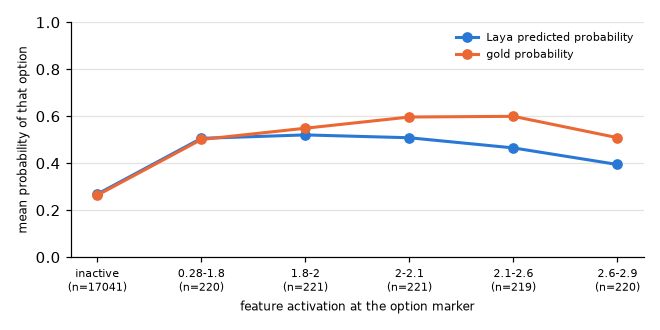 1.0
0.8
0.6
0.4
0.2
0.0
mean probability of that option
Laya predicted probability
gold probability
inactive
(n=17041)
0.28-1.8
(n=220)
1.8-2
(n=221)
2-2.1
(n=221)
2.1-2.6
(n=219)
2.6-2.9
(n=220)
feature activation at the option marker